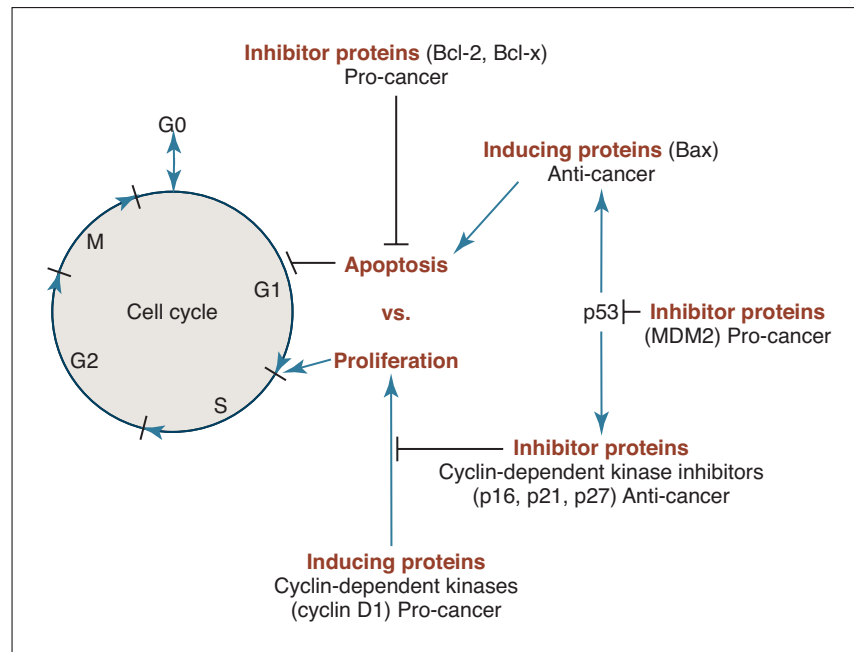 Inhibitor proteins (Bcl-2, Bcl-x)
Pro-cancer
G0
Inducing proteins (Bax)
Anti-cancer
M
Apoptosis
G1
Cell cycle
vs.
p53
Inhibitor proteins
(MDM2) Pro-cancer
G2
Proliferation
S
Inhibitor proteins
Cyclin-dependent kinase inhibitors
(p16, p21, p27) Anti-cancer
Inducing proteins
Cyclin-dependent kinases
(cyclin D1) Pro-cancer